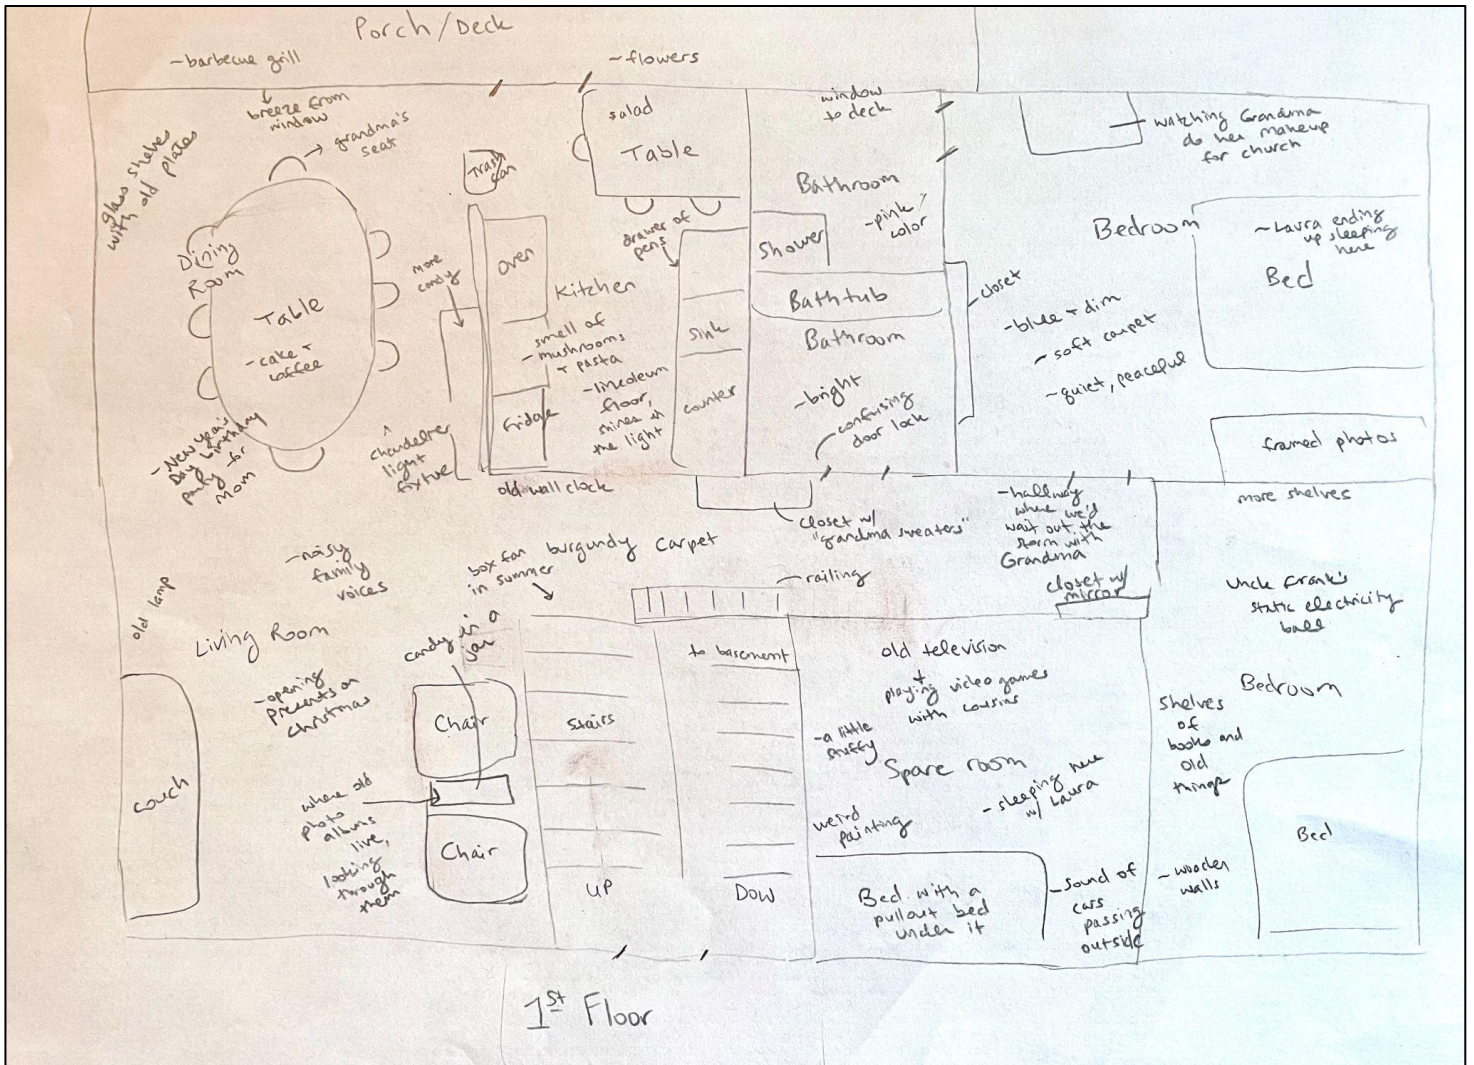 Porch/Deck
-barbecue grill
~flowers
breeze from
window
grandma's
seat
glass shelves
with old plates
Trash
can
salad
Table
window
to deck
watching Grandma
do her makeup
for church
Bathroom
-pink
color
Dining
Room
Table
-cake +
coffee
more
candy
oven
Kitchen
smell of
- mushrooms
+ pasta
drawer of
pens
Shower
Bathtub
closet
Bedroom
~Laura ending
up sleeping
here
Bed
sink
Bathroom
-linoleum
floor,
shines in
the light
counter
-bright
confusing
door lock
-blue + dim
~ soft carpet
~quiet, peaceful
Fridge
chandelier
light
fixture
- New Year's
Day birthday
party for
Mom
old wall clock
closet w/
"grandma sweaters"
-hallway
where we'd
wait out the
storm with
Grandma
framed photos
more shelves
-noisy
family
voices
box fan
in summer
burgundy carpet
railing
closet w/
mirror
Uncle Frank's
static electricity
ball
old lamp
Living Room
candy in a
jar
to basement
old television
+
playing video games
with cousins
Bedroom
-opening
presents on
christmas
Chair
Stairs
-a little
stuffy
Spare room
Shelves
of
books and
old
things
couch
where old
photo
albums
live,
looking
through
them
Chair
weird
painting
- sleeping here
w/ Laura
Bed
UP
DOW
Bed with a
pullout bed
under it
-sound of
cars
passing
outside
~ wooden
walls
1st Floor